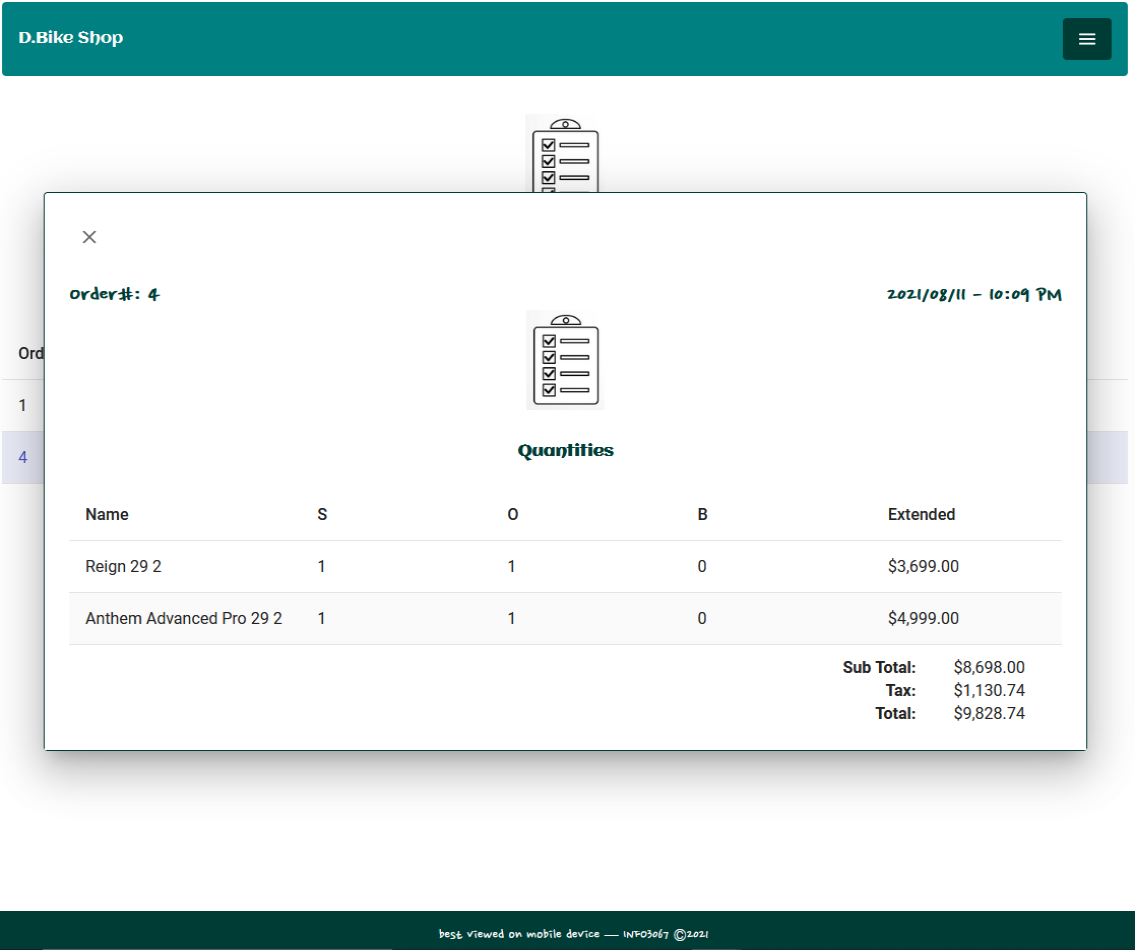 D.Bike Shop
Order#: 4 2021/08/11 - 10:09 PM
Ord
Quantities
1
4
Name S O B Extended
Reign 29 2 1 1 0 $3,699.00
Anthem Advanced Pro 29 2 1 1 0 $4,999.00
Sub Total: $8,698.00
Tax: $1,130.74
Total: $9,828.74
best viewed on mobile device — INFO3067 ©2021